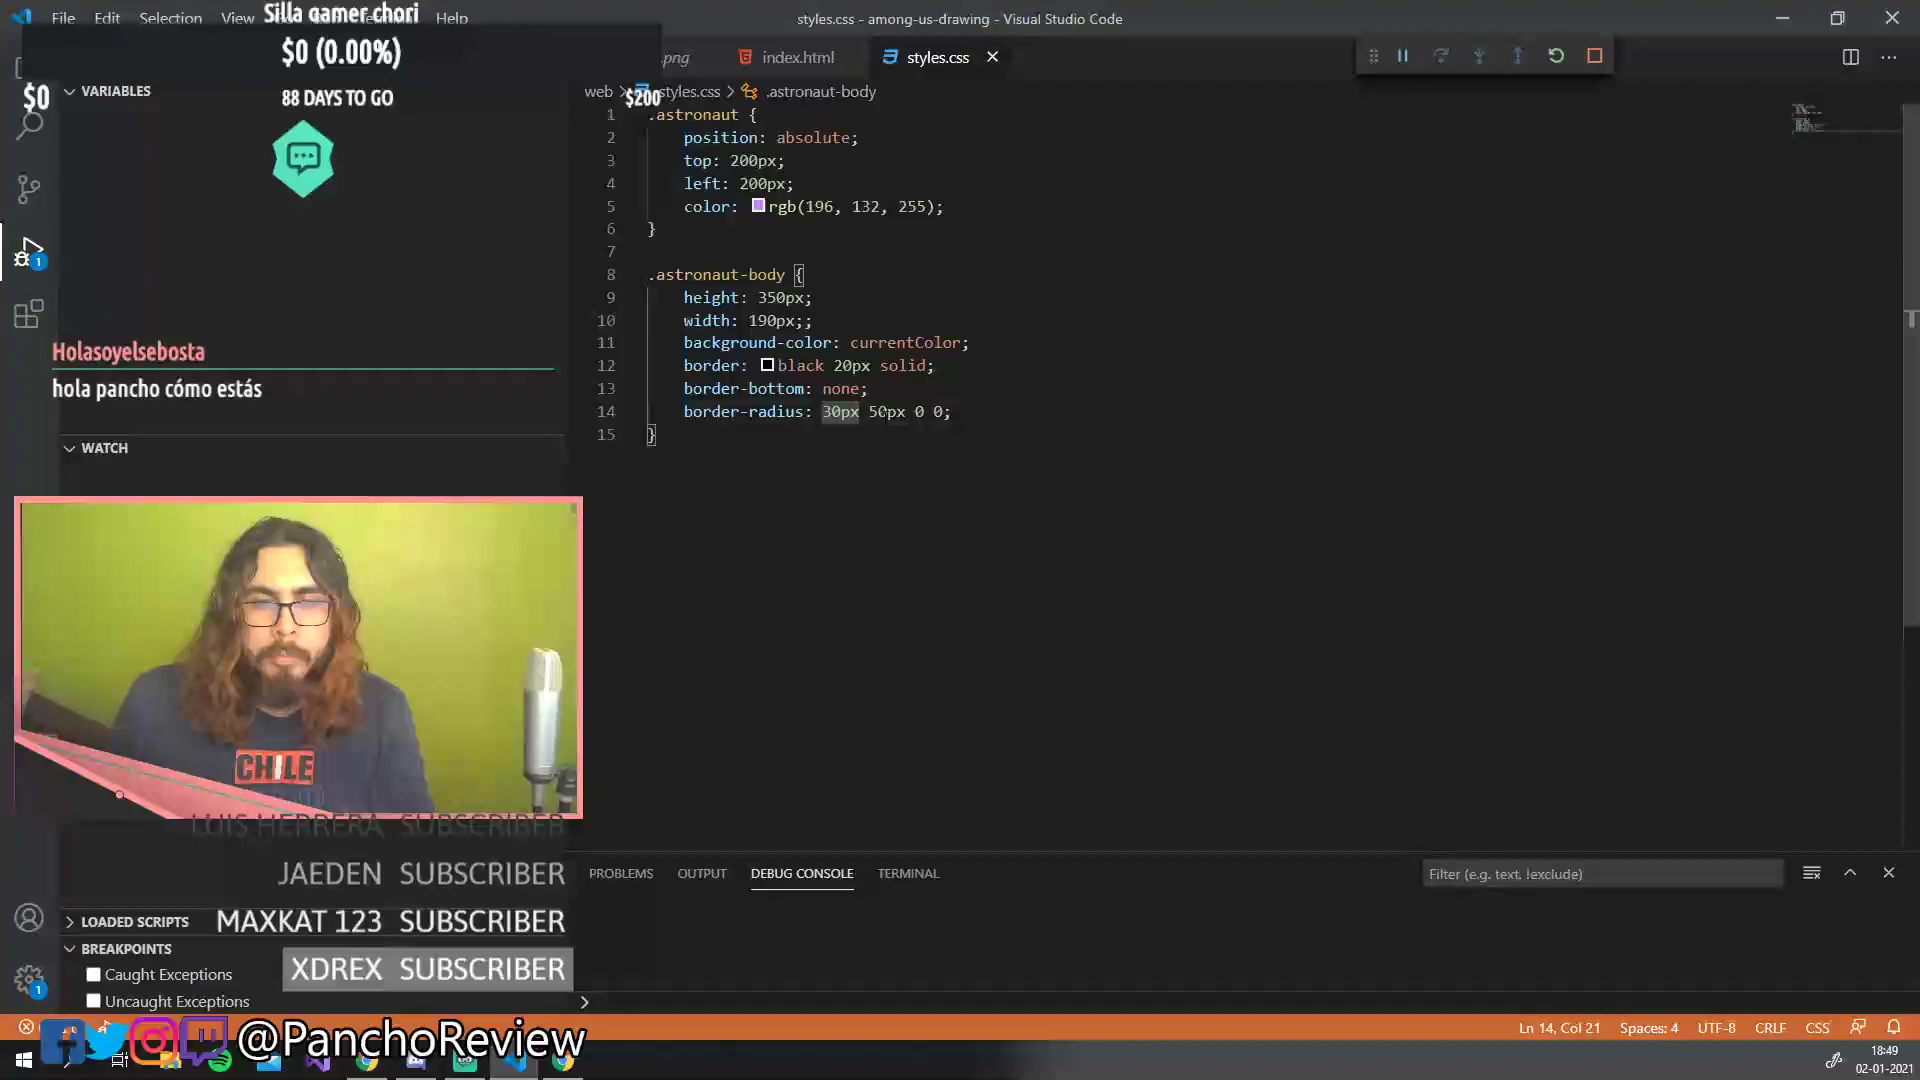 File Edit Selection View Help
styles.css - among-us-drawing - Visual Studio Code
Silla gamer chori
$0 (0.00%)
$0
88 DAYS TO GO
$200
.png
index.html
styles.css
VARIABLES
web > styles.css > .astronaut-body
1 .astronaut {
2 position: absolute;
3 top: 200px;
4 left: 200px;
5 color: rgb(196, 132, 255);
6 }
7
8 .astronaut-body {
9 height: 350px;
10 width: 190px;;
11 background-color: currentColor;
12 border: black 20px solid;
13 border-bottom: none;
14 border-radius: 30px 50px 0 0;
15 }
1
Holasoyelsebosta
hola pancho cómo estás
WATCH
CHILE
LUIS HERRERA SUBSCRIBER
JAEDEN SUBSCRIBER
MAXKAT 123 SUBSCRIBER
XDREX SUBSCRIBER
PROBLEMS OUTPUT DEBUG CONSOLE TERMINAL
Filter (e.g. text, !exclude)
LOADED SCRIPTS
BREAKPOINTS
Caught Exceptions
Uncaught Exceptions
1
@PanchoReview
Ln 14, Col 21 Spaces: 4 UTF-8 CRLF CSS
18:49
02-01-2021